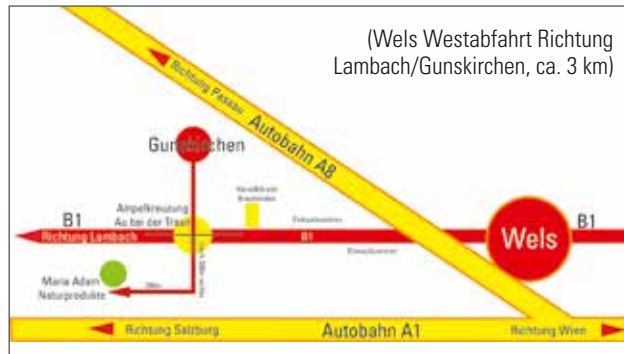 (Wels Westabfahrt Richtung
Lambach/Gunskirchen, ca. 3 km)
Richtung Passau
Autobahn A8
Gunskirchen
Ampelkreuzung
Au bei der Traun
B1
Richtung Lambach
B1
Einkaufszentrum
Wels
B1
Maria Adam
Naturprodukte
Richtung Salzburg
Autobahn A1
Richtung Wien